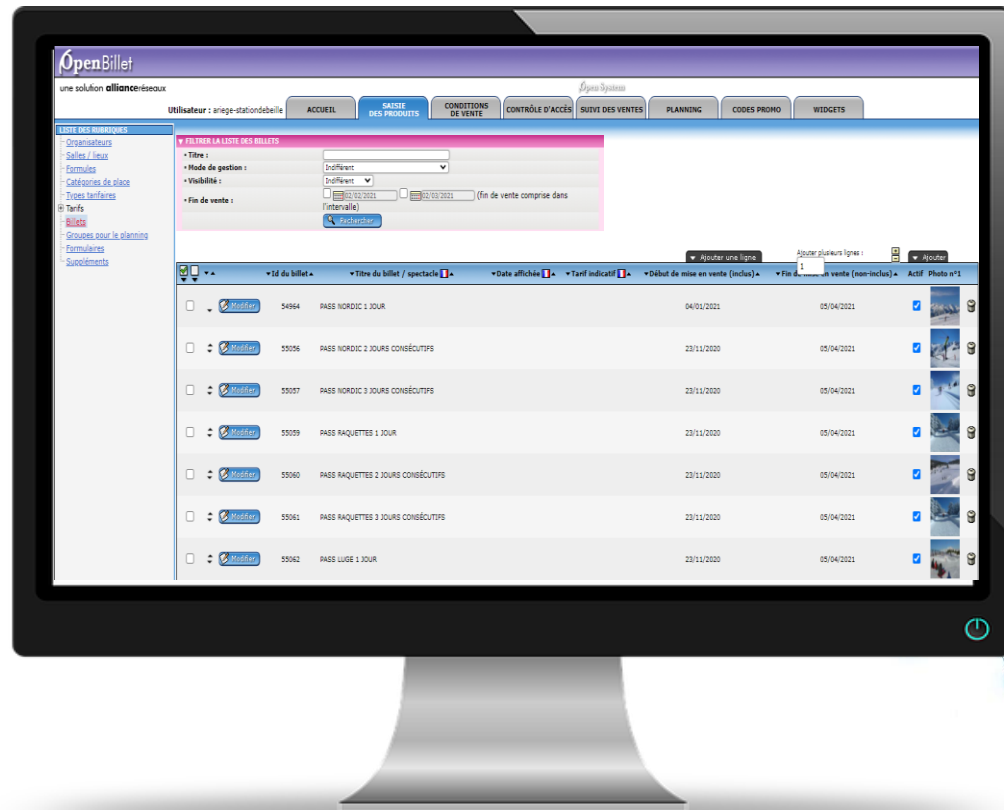 OpenBillet
une solution allianceréseaux
Open System
Utilisateur : ariege-stationdebeille
ACCUEIL
SAISIE DES PRODUITS
CONDITIONS DE VENTE
CONTRÔLE D'ACCÈS
SUIVI DES VENTES
PLANNING
CODES PROMO
WIDGETS
LISTE DES RUBRIQUES
Organisateurs
Salles / lieux
Formules
Catégories de place
Types tarifaires
Tarifs
Billets
Groupes pour le planning
Formulaires
Suppléments
▼ FILTRER LA LISTE DES BILLETS
• Titre :
• Mode de gestion : Indifférent
• Visibilité : Indifférent
• Fin de vente : 02/02/2021 02/03/2021 (fin de vente comprise dans
l'intervalle)
Rechercher
▼ Ajouter une ligne
Ajouter plusieurs lignes :
1
▼ Ajouter
▼Id du billet▲ ▼Titre du billet / spectacle ▲ ▼Date affichée ▲ ▼Tarif indicatif ▲ ▼Début de mise en vente (inclus)▲ ▼Fin de mise en vente (non-inclus)▲ Actif Photo n°1
Modifier 54964 PASS NORDIC 1 JOUR 04/01/2021 05/04/2021
Modifier 55056 PASS NORDIC 2 JOURS CONSÉCUTIFS 23/11/2020 05/04/2021
Modifier 55057 PASS NORDIC 3 JOURS CONSÉCUTIFS 23/11/2020 05/04/2021
Modifier 55059 PASS RAQUETTES 1 JOUR 23/11/2020 05/04/2021
Modifier 55060 PASS RAQUETTES 2 JOURS CONSÉCUTIFS 23/11/2020 05/04/2021
Modifier 55061 PASS RAQUETTES 3 JOURS CONSÉCUTIFS 23/11/2020 05/04/2021
Modifier 55062 PASS LUGE 1 JOUR 23/11/2020 05/04/2021